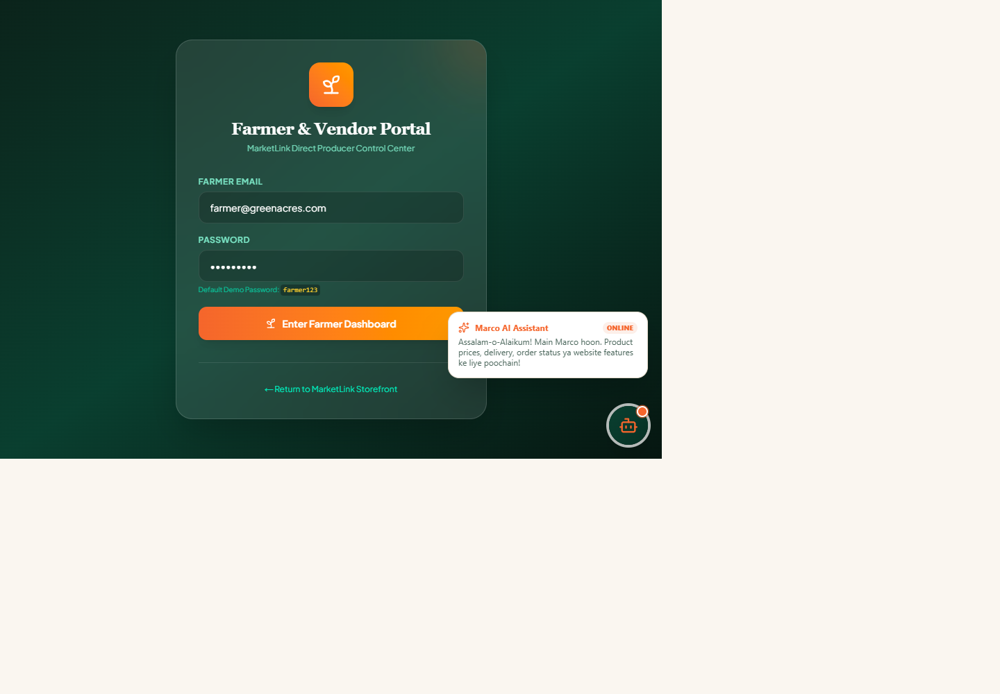 Farmer & Vendor Portal
MarketLink Direct Producer Control Center
FARMER EMAIL
farmer@greenacres.com
PASSWORD
•••••••••
Default Demo Password: farmer123
Enter Farmer Dashboard
Marco AI Assistant ONLINE
Assalam-o-Alaikum! Main Marco hoon. Product
prices, delivery, order status ya website features
ke liye poochain!
←Return to MarketLink Storefront